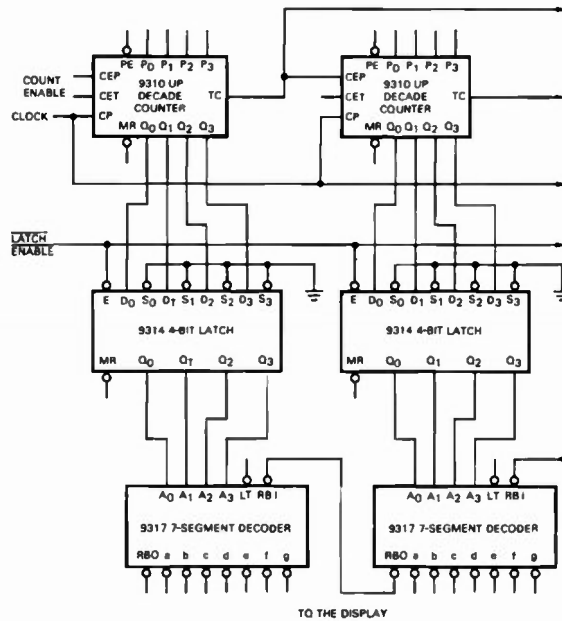 PE P0 P1 P2 P3
CEP
COUNT
ENABLE
CET
9310 UP
DECADE
COUNTER
TC
CLOCK
CP
MR Q0 Q1 Q2 Q3
PE P0 P1 P2 P3
CEP
CET
9310 UP
DECADE
COUNTER
TC
CP
MR Q0 Q1 Q2 Q3
LATCH
ENABLE
E D0 S0 D1 S1 D2 S2 D3 S3
9314 4-BIT LATCH
MR Q0 Q1 Q2 Q3
E D0 S0 D1 S1 D2 S2 D3 S3
9314 4-BIT LATCH
MR Q0 Q1 Q2 Q3
A0 A1 A2 A3 LT RBI
9317 7-SEGMENT DECODER
RBO a b c d e f g
A0 A1 A2 A3 LT RBI
9317 7-SEGMENT DECODER
RBO a b c d e f g
TO THE DISPLAY